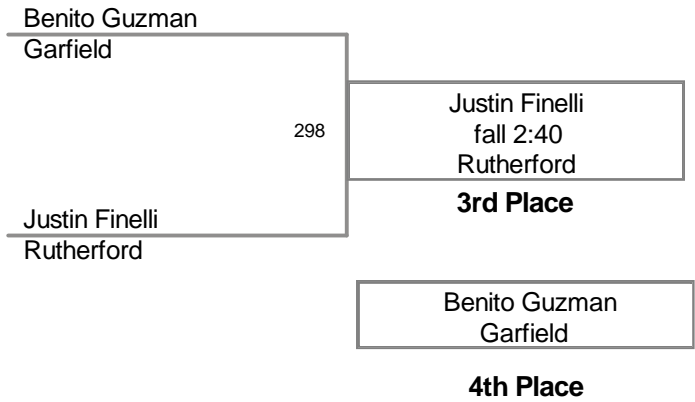 Benito Guzman
Garfield
298
Justin Finelli
fall 2:40
Rutherford
3rd Place
Justin Finelli
Rutherford
Benito Guzman
Garfield
4th Place